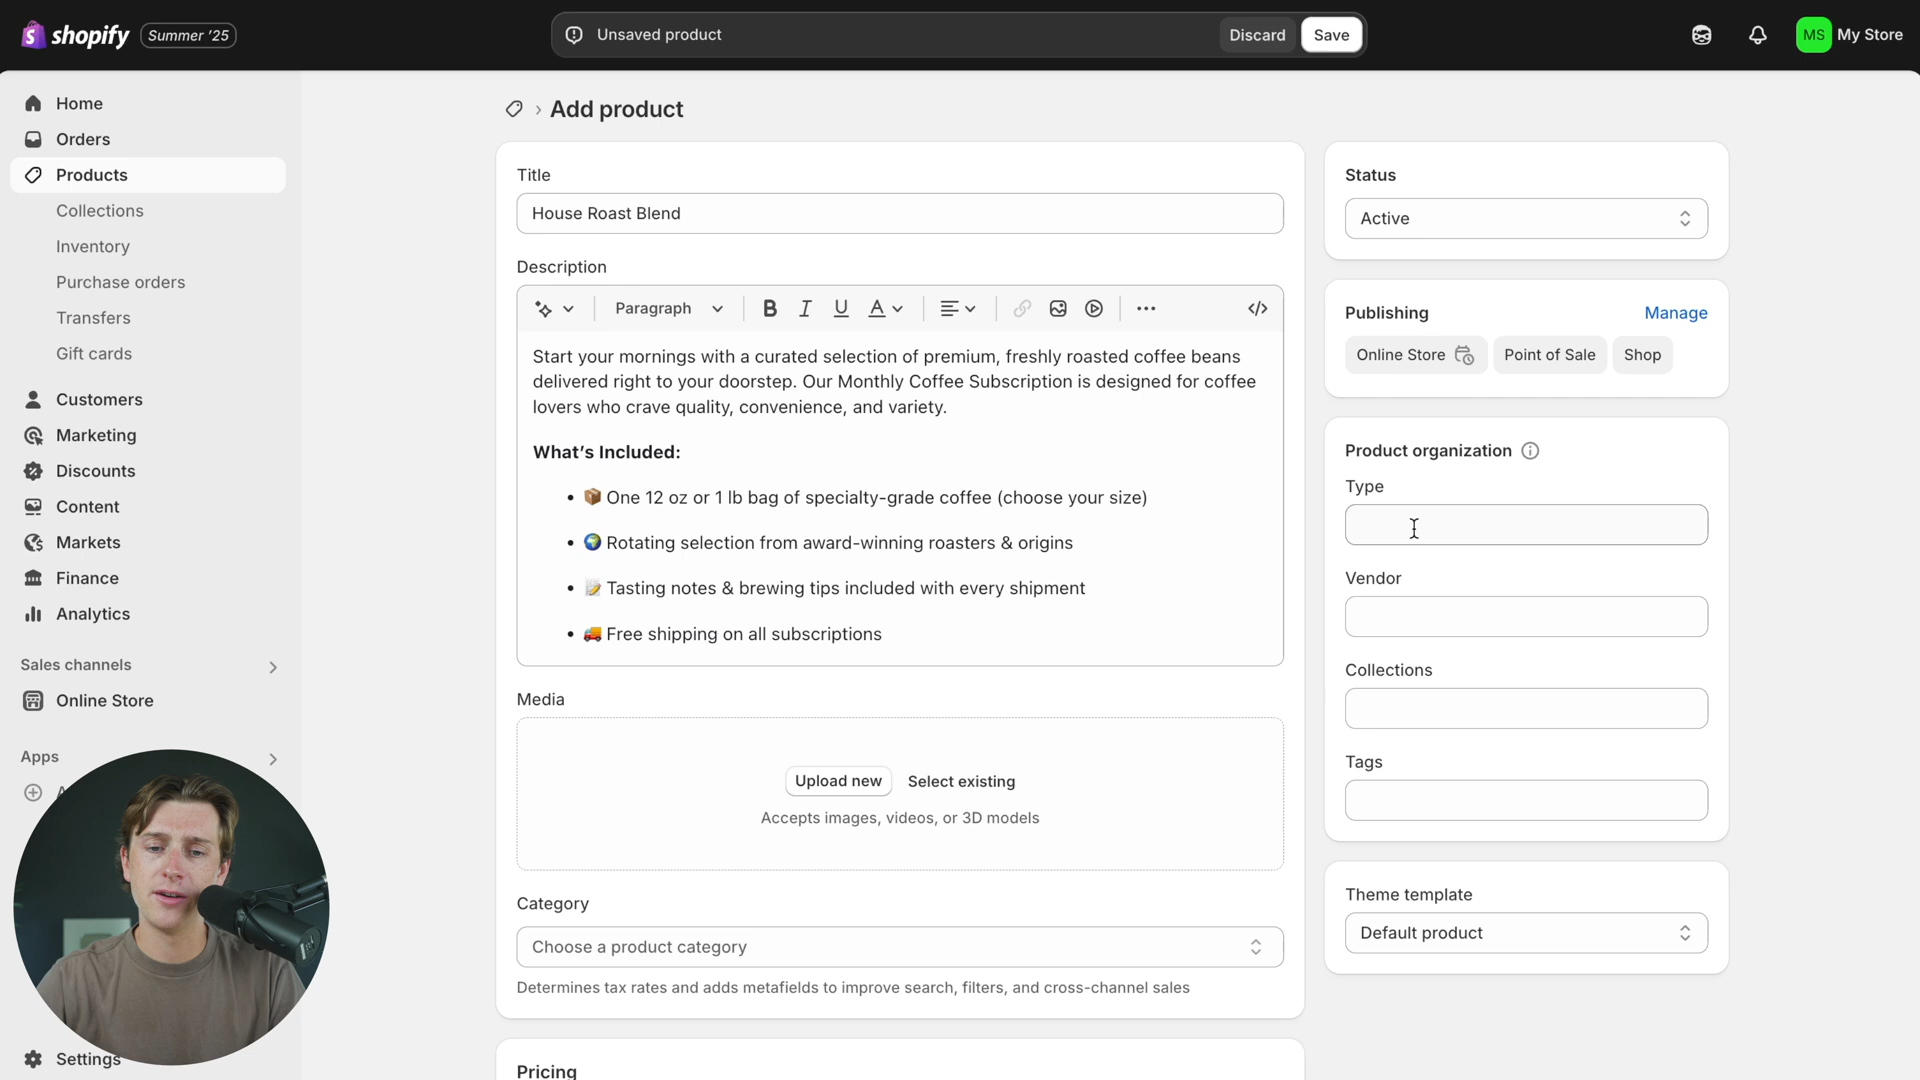 shopify
Summer '25
Unsaved product
Discard
Save
MS
My Store
Home
Orders
Products
Collections
Inventory
Purchase orders
Transfers
Gift cards
Customers
Marketing
Discounts
Content
Markets
Finance
Analytics
Sales channels
Online Store
Apps
Settings
Add product
Title
House Roast Blend
Description
Paragraph
B I U A
Start your mornings with a curated selection of premium, freshly roasted coffee beans
delivered right to your doorstep. Our Monthly Coffee Subscription is designed for coffee
lovers who crave quality, convenience, and variety.
What's Included:
• 📦 One 12 oz or 1 lb bag of specialty-grade coffee (choose your size)
• 🌍 Rotating selection from award-winning roasters & origins
• 📝 Tasting notes & brewing tips included with every shipment
• 🚚 Free shipping on all subscriptions
Media
Upload new
Select existing
Accepts images, videos, or 3D models
Category
Choose a product category
Determines tax rates and adds metafields to improve search, filters, and cross-channel sales
Pricing
Status
Active
Publishing
Manage
Online Store
Point of Sale
Shop
Product organization
Type
Vendor
Collections
Tags
Theme template
Default product